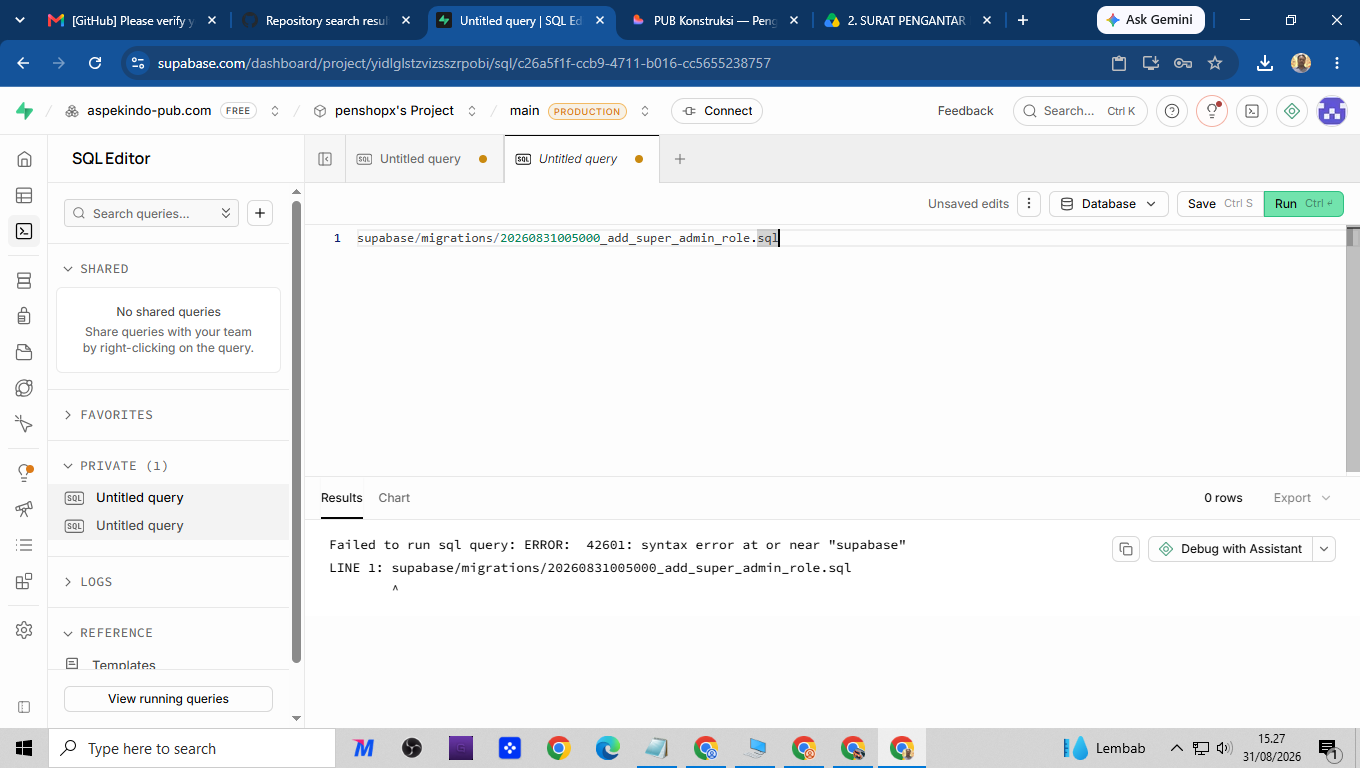 [GitHub] Please verify y
Repository search resul
Untitled query | SQL Ed
PUB Konstruksi — Peng
2. SURAT PENGANTAR
Ask Gemini
supabase.com/dashboard/project/yidlglstzvizsszrpobi/sql/c26a5f1f-ccb9-4711-b016-cc5655238757
aspekindo-pub.com FREE
penshopx's Project
main PRODUCTION
Connect
Feedback
Search... Ctrl K
SQL Editor
SQL Untitled query
SQL Untitled query
Search queries...
Unsaved edits
Database
Save Ctrl S
Run Ctrl ↵
1 supabase/migrations/20260831005000_add_super_admin_role.sql
SHARED
No shared queries
Share queries with your team
by right-clicking on the query.
FAVORITES
PRIVATE (1)
SQL Untitled query
SQL Untitled query
LOGS
REFERENCE
Templates
View running queries
Results
Chart
0 rows
Export
Failed to run sql query: ERROR: 42601: syntax error at or near "supabase"
LINE 1: supabase/migrations/20260831005000_add_super_admin_role.sql
^
Debug with Assistant
Type here to search
Lembab
15.27
31/08/2026
1